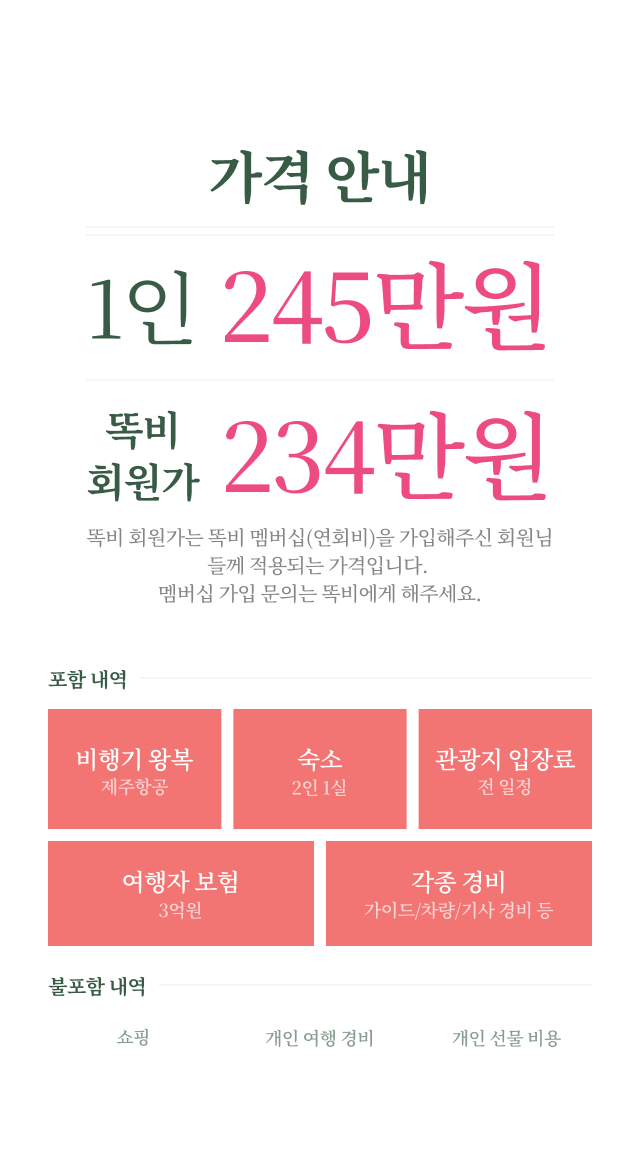 가격 안내
1인 245만원
똑비
회원가
234만원
똑비 회원가는 똑비 멤버십(연회비)을 가입해주신 회원님
들께 적용되는 가격입니다.
멤버십 가입 문의는 똑비에게 해주세요.
포함 내역
비행기 왕복
제주항공
숙소
2인 1실
관광지 입장료
전 일정
여행자 보험
3억원
각종 경비
가이드/차량/기사 경비 등
불포함 내역
쇼핑
개인 여행 경비
개인 선물 비용